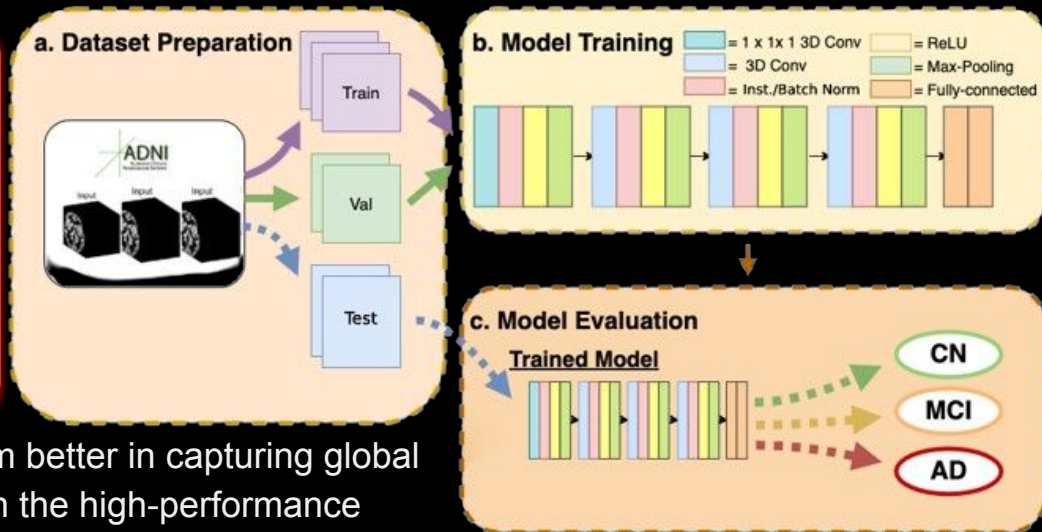 a. Dataset Preparation
Train
ADNI
Input
Input
Input
Val
Test
b. Model Training
= 1 x 1x 1 3D Conv
= 3D Conv
= Inst./Batch Norm
= ReLU
= Max-Pooling
= Fully-connected
c. Model Evaluation
Trained Model
CN
MCI
AD
better in capturing global
the high-performance